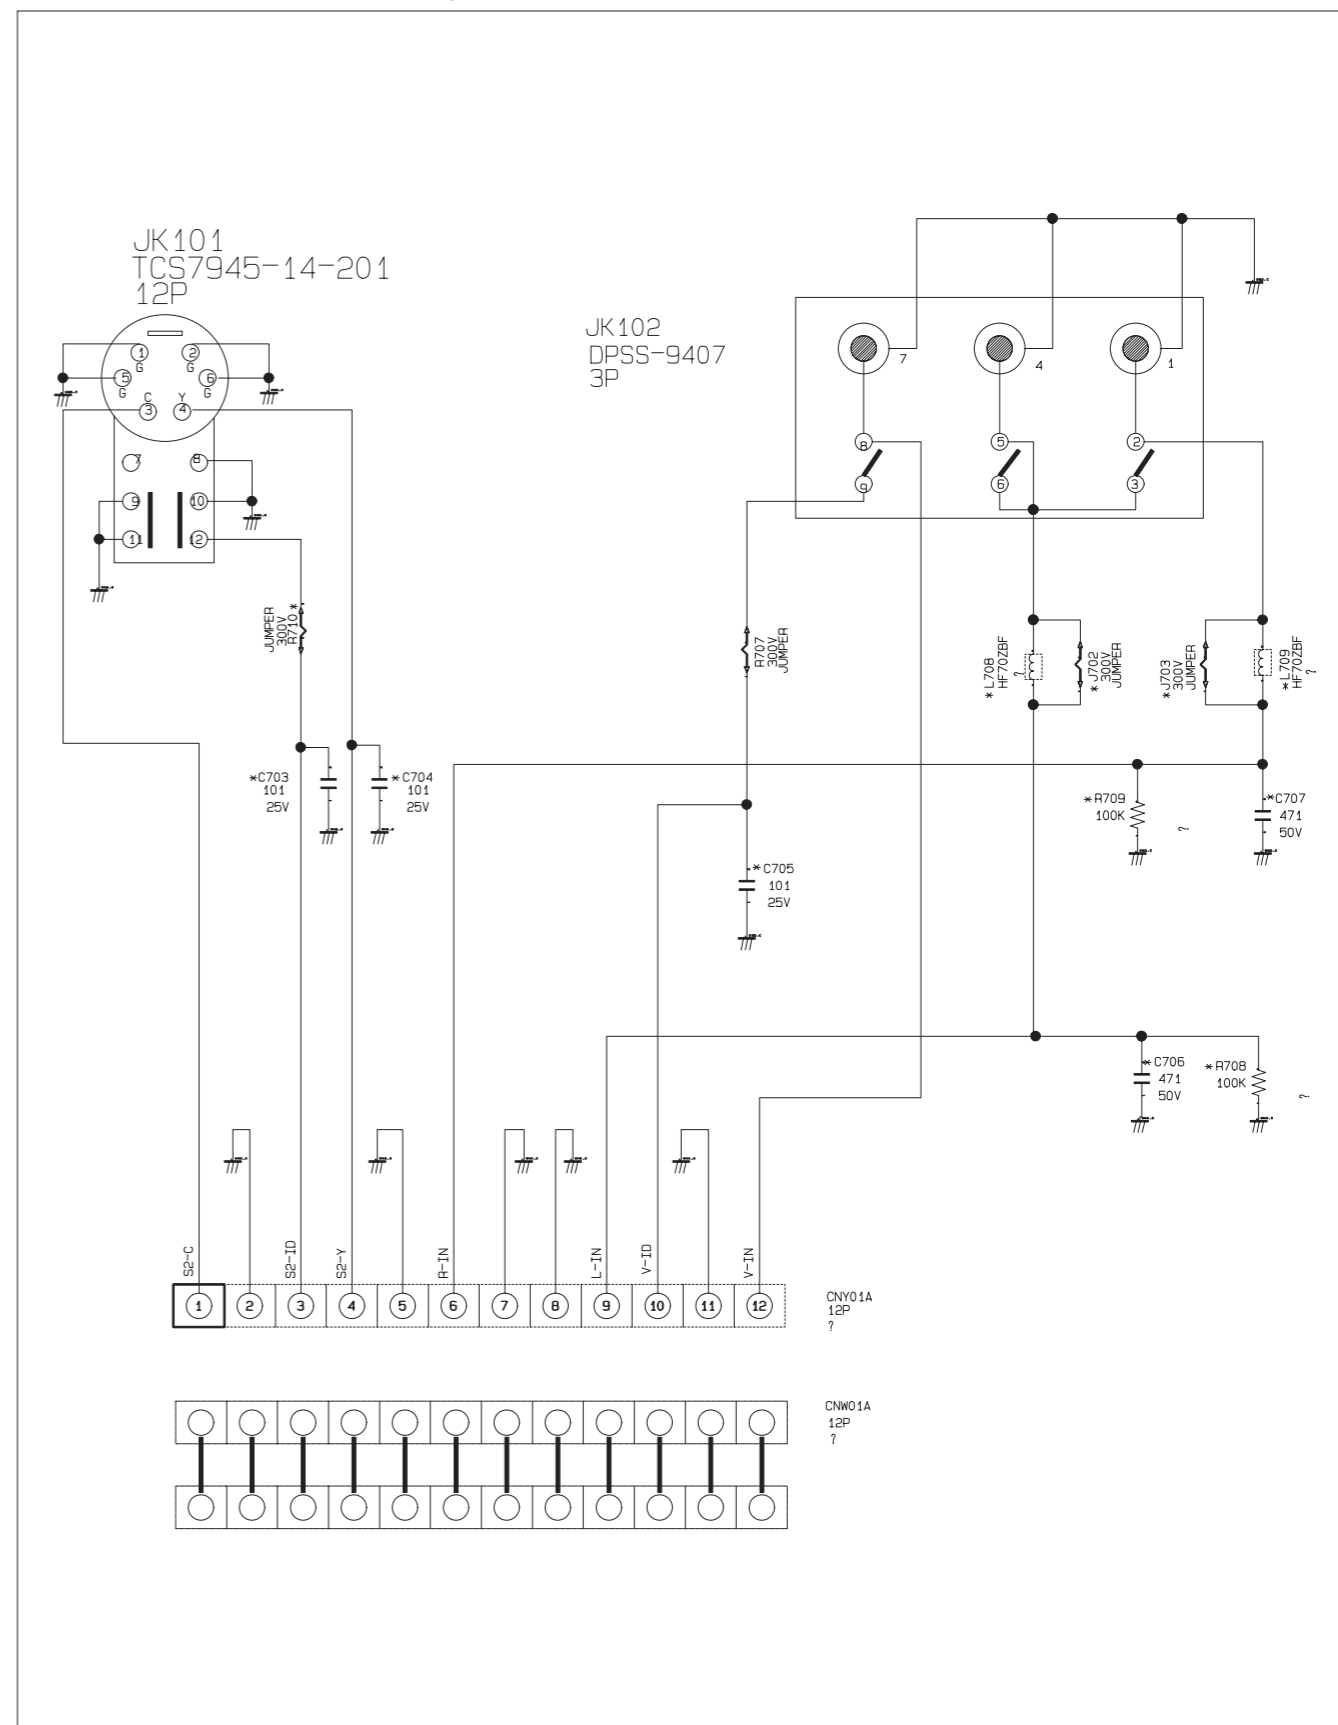 JK101
TCS7945-14-201
12P
JK102
DPSS-9407
3P
1
G
2
G
5
G
6
G
C
3
Y
4
7
8
9
10
11
12
7
4
1
8
9
5
6
2
3
JUMPER
300V
R710 *
R707
300V
JUMPER
*L708
HF70ZBF
?
*J702
300V
JUMPER
*J703
300V
JUMPER
*L709
HF70ZBF
?
*C703
101
25V
*C704
101
25V
*R709
100K
?
*C707
471
50V
*C705
101
25V
*C706
471
50V
*R708
100K
?
S2-C
S2-ID
S2-Y
R-IN
L-IN
V-ID
V-IN
1 2 3 4 5 6 7 8 9 10 11 12
CNY01A
12P
?
CNW01A
12P
?